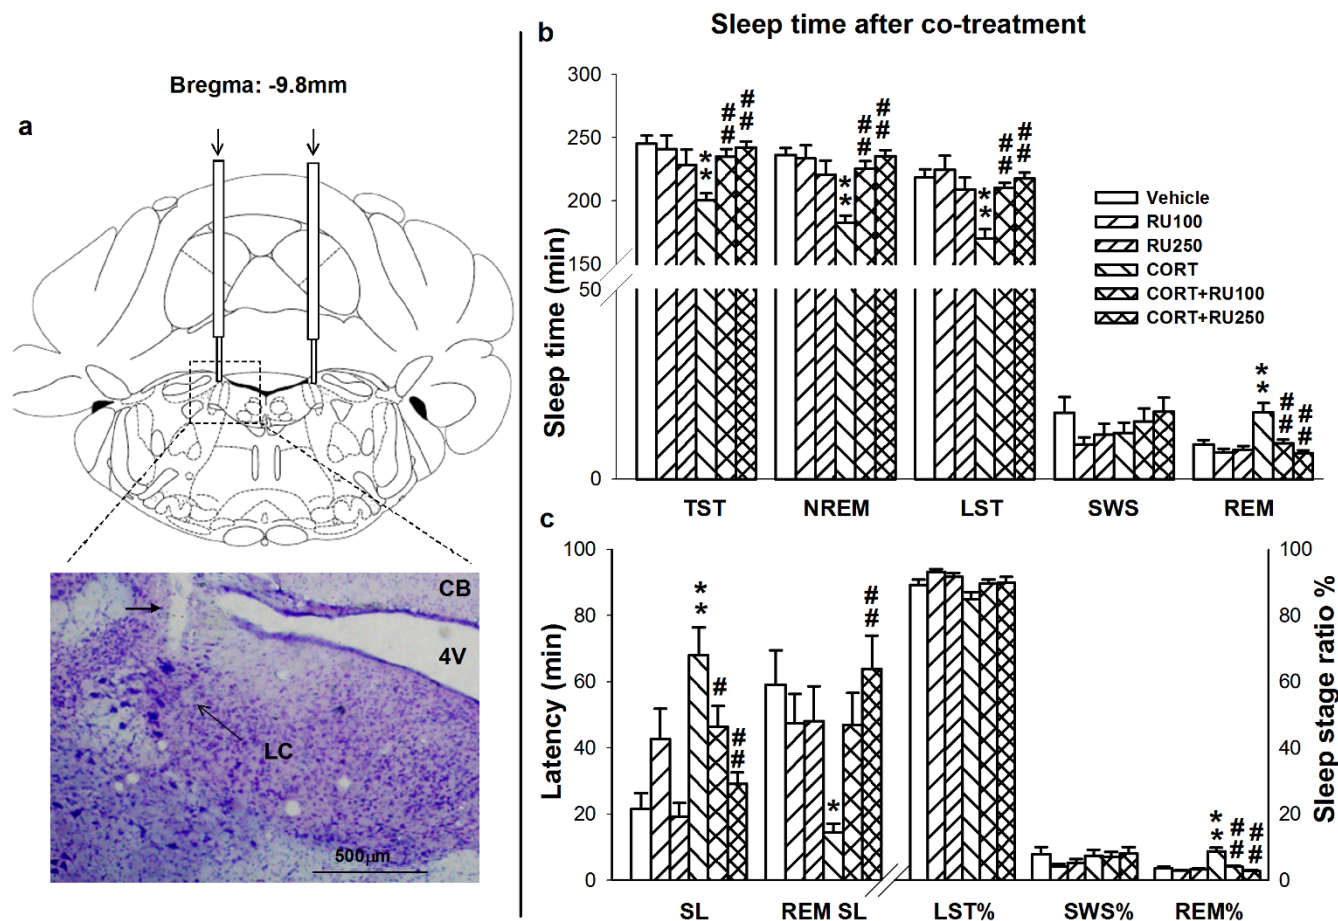 a
Bregma: -9.8mm
CB
4V
LC
500μm
Sleep time after co-treatment
b
Sleep time (min)
300
250
200
150
50
0
**
##
##
**
##
##
**
##
##
**
##
##
TST NREM LST SWS REM
Vehicle
RU100
RU250
CORT
CORT+RU100
CORT+RU250
c
Latency (min)
100
80
60
40
20
0
**
#
##
*
##
**
##
##
SL REM SL LST% SWS% REM%
100
80
60
40
20
0
Sleep stage ratio %